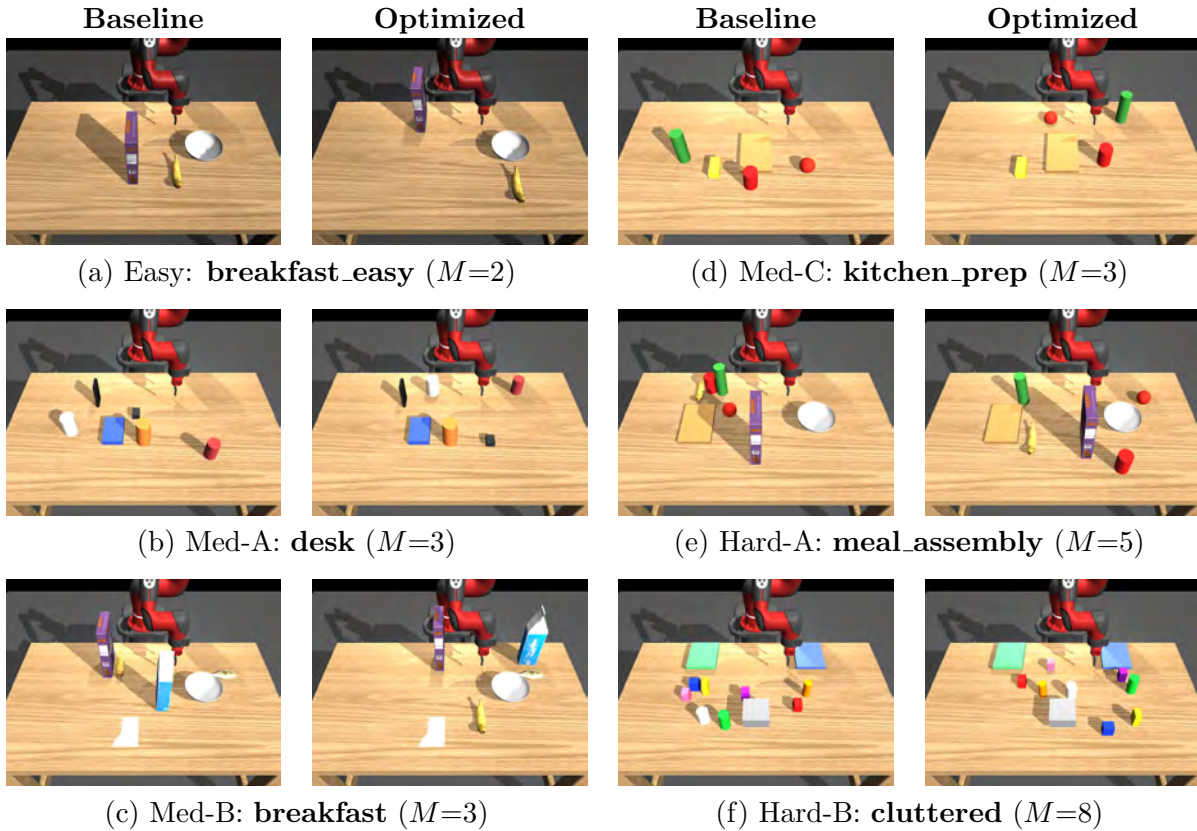 Baseline Optimized Baseline Optimized
(a) Easy: breakfast_easy (M=2)
(d) Med-C: kitchen_prep (M=3)
(b) Med-A: desk (M=3)
(e) Hard-A: meal_assembly (M=5)
(c) Med-B: breakfast (M=3)
(f) Hard-B: cluttered (M=8)